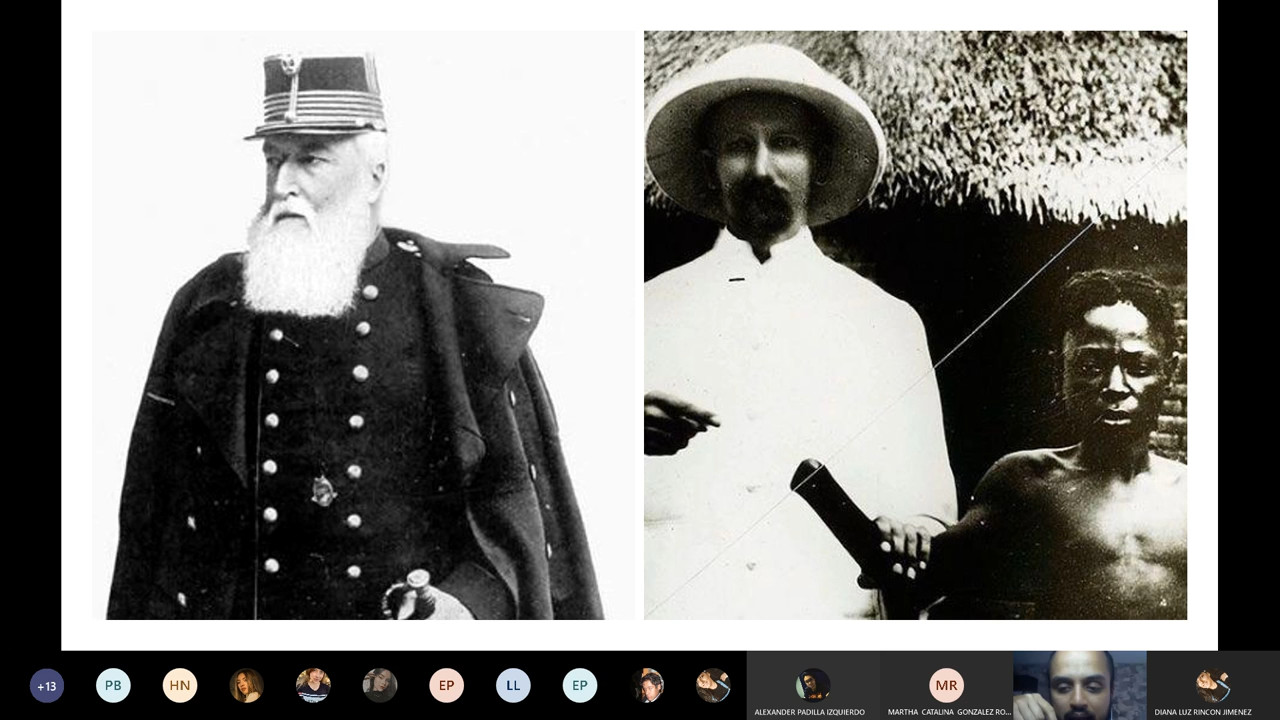 +13
PB
HN
EP
LL
EP
MR
ALEXANDER PADILLA IZQUIERDO
MARTHA CATALINA GONZALEZ RO...
DIANA LUZ RINCON JIMENEZ